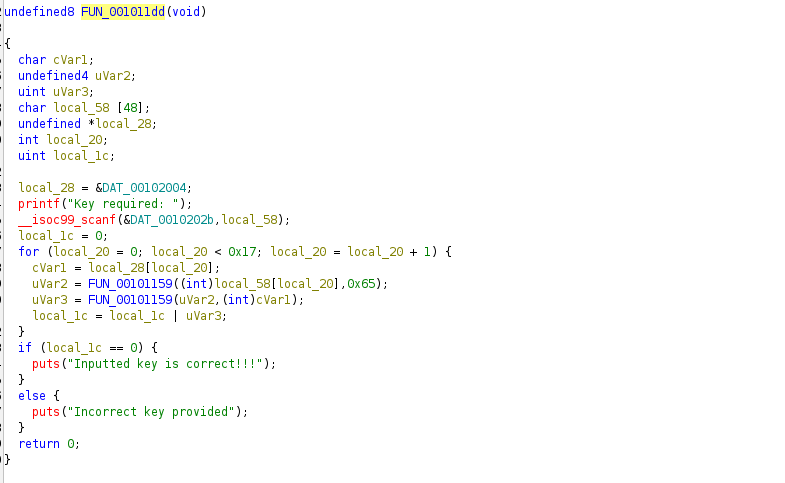 undefined8 FUN_001011dd(void)
{
char cVar1;
undefined4 uVar2;
uint uVar3;
char local_58 [48];
undefined *local_28;
int local_20;
uint local_1c;
local_28 = &DAT_00102004;
printf("Key required: ");
__isoc99_scanf(&DAT_0010202b,local_58);
local_1c = 0;
for (local_20 = 0; local_20 < 0x17; local_20 = local_20 + 1) {
cVar1 = local_28[local_20];
uVar2 = FUN_00101159((int)local_58[local_20],0x65);
uVar3 = FUN_00101159(uVar2,(int)cVar1);
local_1c = local_1c | uVar3;
}
if (local_1c == 0) {
puts("Inputted key is correct!!!");
}
else {
puts("Incorrect key provided");
}
return 0;
}